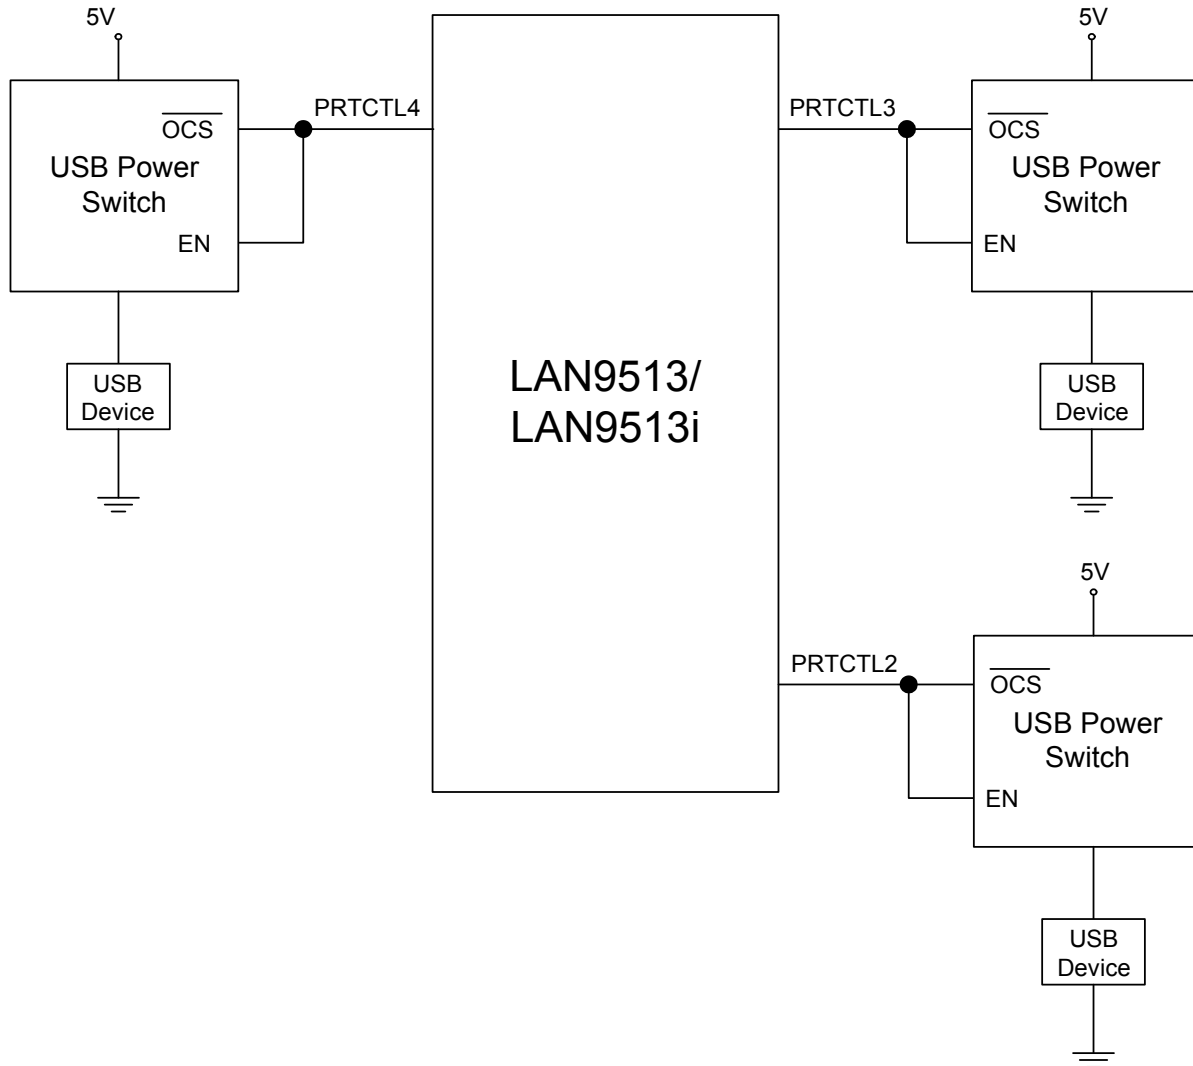 5V
OCS
USB Power
Switch
EN
PRTCTL4
USB
Device
LAN9513/
LAN9513i
5V
PRTCTL3
OCS
USB Power
Switch
EN
USB
Device
5V
PRTCTL2
OCS
USB Power
Switch
EN
USB
Device